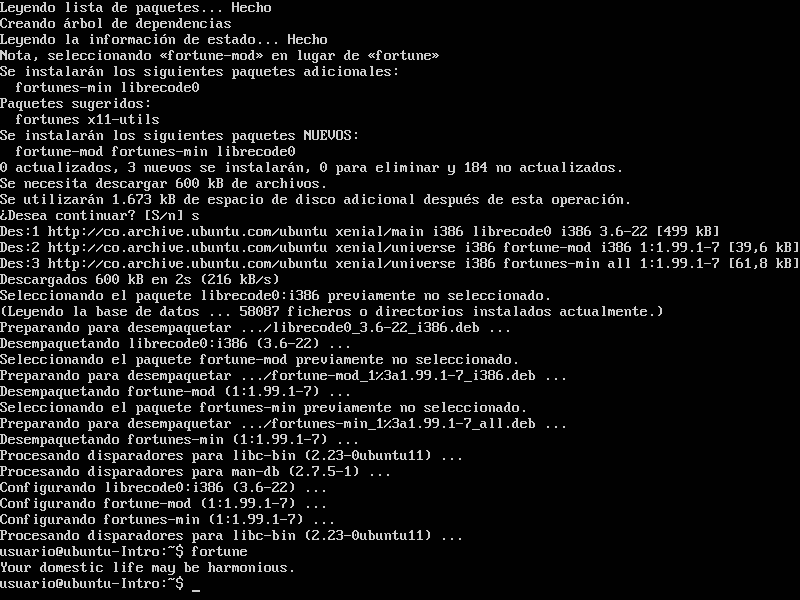 Leyendo lista de paquetes... Hecho
Creando árbol de dependencias
Leyendo la información de estado... Hecho
Nota, seleccionando «fortune-mod» en lugar de «fortune»
Se instalarán los siguientes paquetes adicionales:
  fortunes-min librecode0
Paquetes sugeridos:
  fortunes x11-utils
Se instalarán los siguientes paquetes NUEVOS:
  fortune-mod fortunes-min librecode0
0 actualizados, 3 nuevos se instalarán, 0 para eliminar y 184 no actualizados.
Se necesita descargar 600 kB de archivos.
Se utilizarán 1.673 kB de espacio de disco adicional después de esta operación.
¿Desea continuar? [S/n] s
Des:1 http://co.archive.ubuntu.com/ubuntu xenial/main i386 librecode0 i386 3.6-22 [499 kB]
Des:2 http://co.archive.ubuntu.com/ubuntu xenial/universe i386 fortune-mod i386 1:1.99.1-7 [39,6 kB]
Des:3 http://co.archive.ubuntu.com/ubuntu xenial/universe i386 fortunes-min all 1:1.99.1-7 [61,8 kB]
Descargados 600 kB en 2s (216 kB/s)
Seleccionando el paquete librecode0:i386 previamente no seleccionado.
(Leyendo la base de datos ... 58087 ficheros o directorios instalados actualmente.)
Preparando para desempaquetar .../librecode0_3.6-22_i386.deb ...
Desempaquetando librecode0:i386 (3.6-22) ...
Seleccionando el paquete fortune-mod previamente no seleccionado.
Preparando para desempaquetar .../fortune-mod_1%3a1.99.1-7_i386.deb ...
Desempaquetando fortune-mod (1:1.99.1-7) ...
Seleccionando el paquete fortunes-min previamente no seleccionado.
Preparando para desempaquetar .../fortunes-min_1%3a1.99.1-7_all.deb ...
Desempaquetando fortunes-min (1:1.99.1-7) ...
Procesando disparadores para libc-bin (2.23-0ubuntu11) ...
Procesando disparadores para man-db (2.7.5-1) ...
Configurando librecode0:i386 (3.6-22) ...
Configurando fortune-mod (1:1.99.1-7) ...
Configurando fortunes-min (1:1.99.1-7) ...
Procesando disparadores para libc-bin (2.23-0ubuntu11) ...
usuario@ubuntu-Intro:~$ fortune
Your domestic life may be harmonious.
usuario@ubuntu-Intro:~$ _